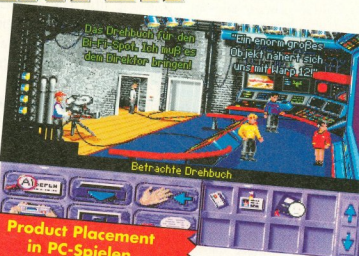 Das Drehbuch für den
Ei-Fi-Spot. Ich muß es
dem Direktor bringen!
"Ein enorm großes
Objekt nähert sich
uns mit Warp 12!"
Betrachte Drehbuch
Product Placement
in PC-Spielen